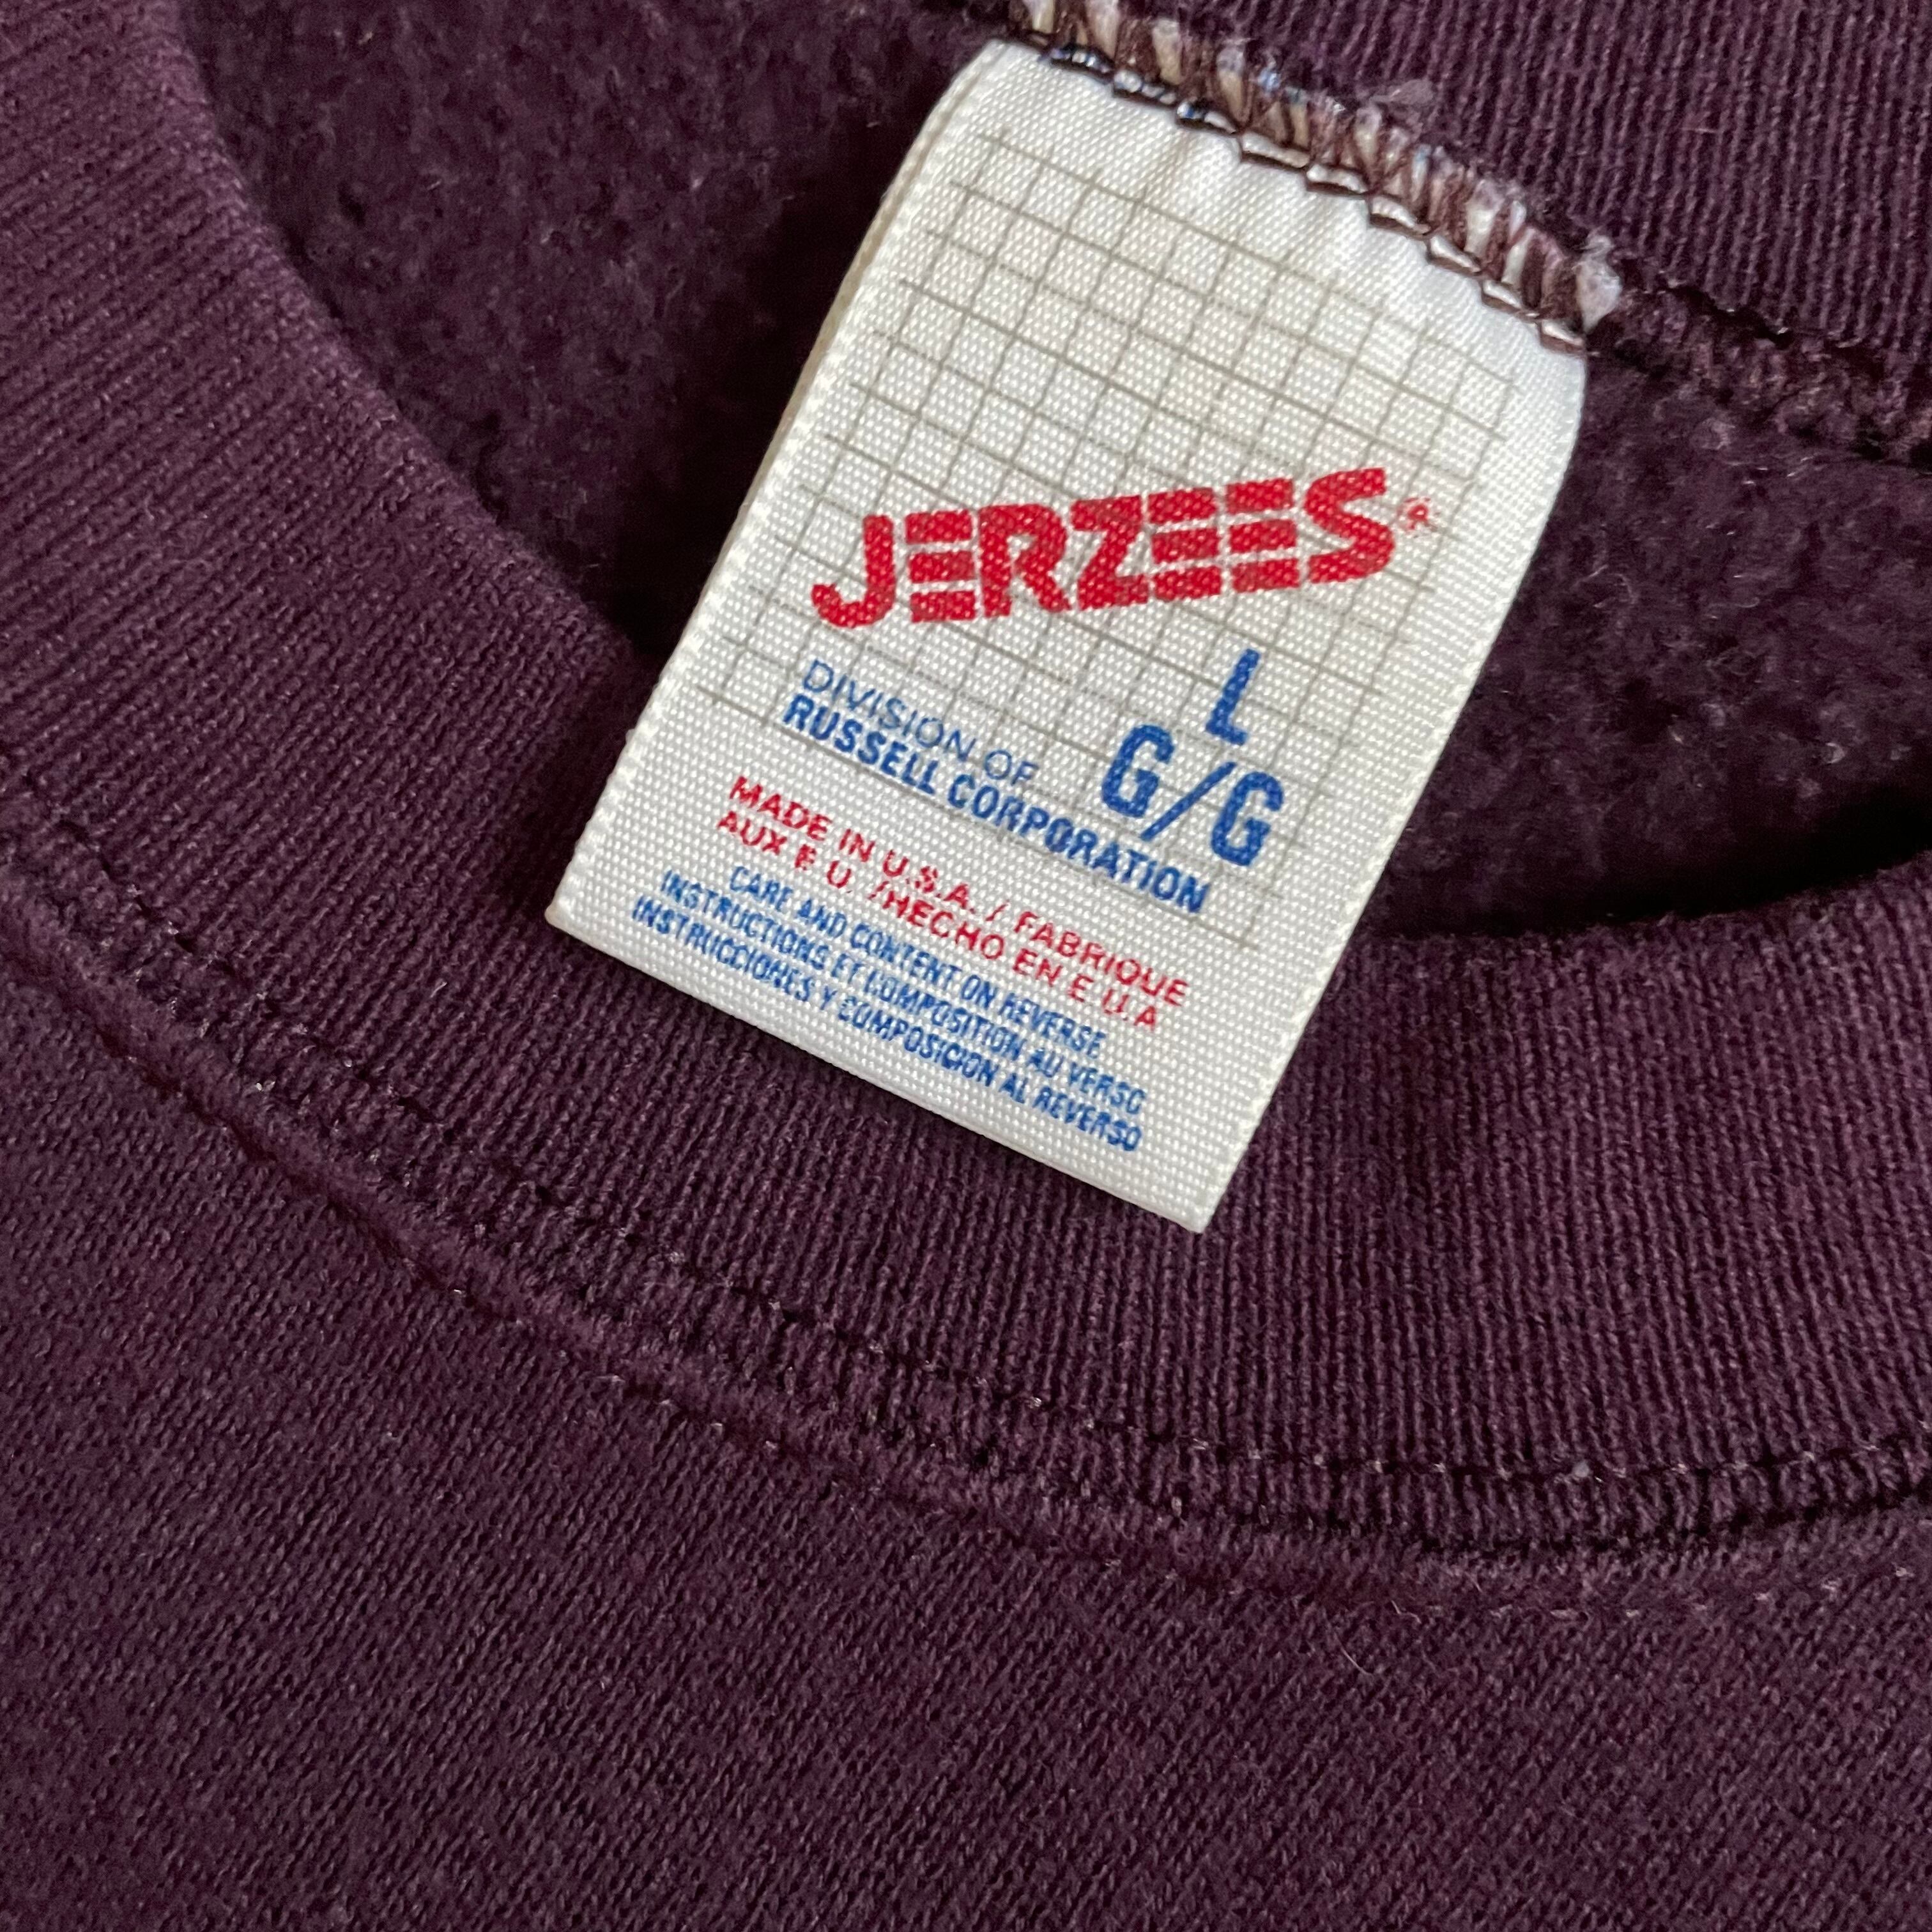 JERZEES®
L
G/G
DIVISION OF
RUSSELL CORPORATION
MADE IN U.S.A. / FABRIQUE
AUX E U. /HECHO EN E U.A
CARE AND CONTENT ON REVERSE
INSTRUCTIONS ET COMPOSITION AU VERSO
INSTRUCCIONES Y COMPOSICION AL REVERSO